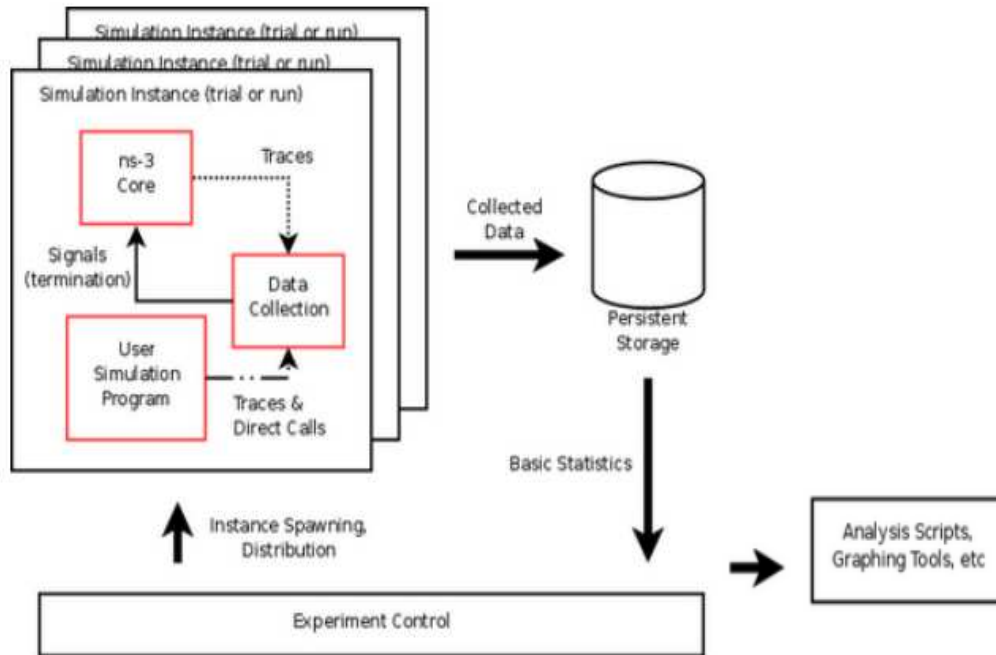 Simulation Instance (trial or run)
Simulation Instance (trial or run)
Simulation Instance (trial or run)
ns-3
Core
Traces
Signals
(termination)
Data
Collection
User
Simulation
Program
Traces &
Direct Calls
Collected
Data
Persistent
Storage
Basic Statistics
Instance Spawning,
Distribution
Analysis Scripts,
Graphing Tools, etc
Experiment Control